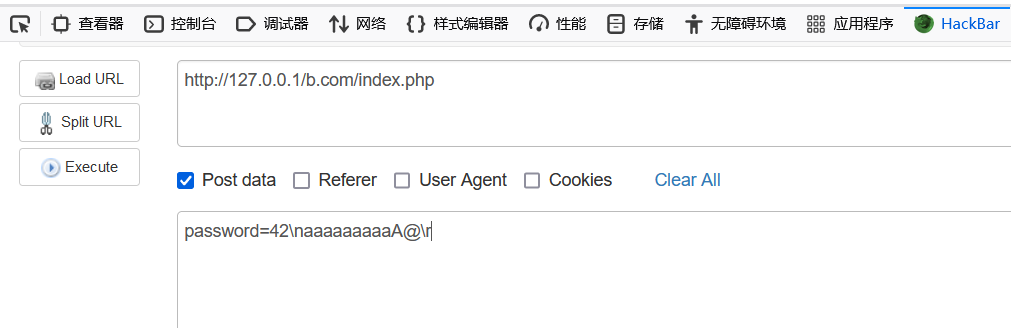 查看器 控制台 调试器 网络 样式编辑器 性能 存储 无障碍环境 应用程序 HackBar
Load URL
http://127.0.0.1/b.com/index.php
Split URL
Execute
Post data Referer User Agent Cookies Clear All
password=42\naaaaaaaaaaA@\r